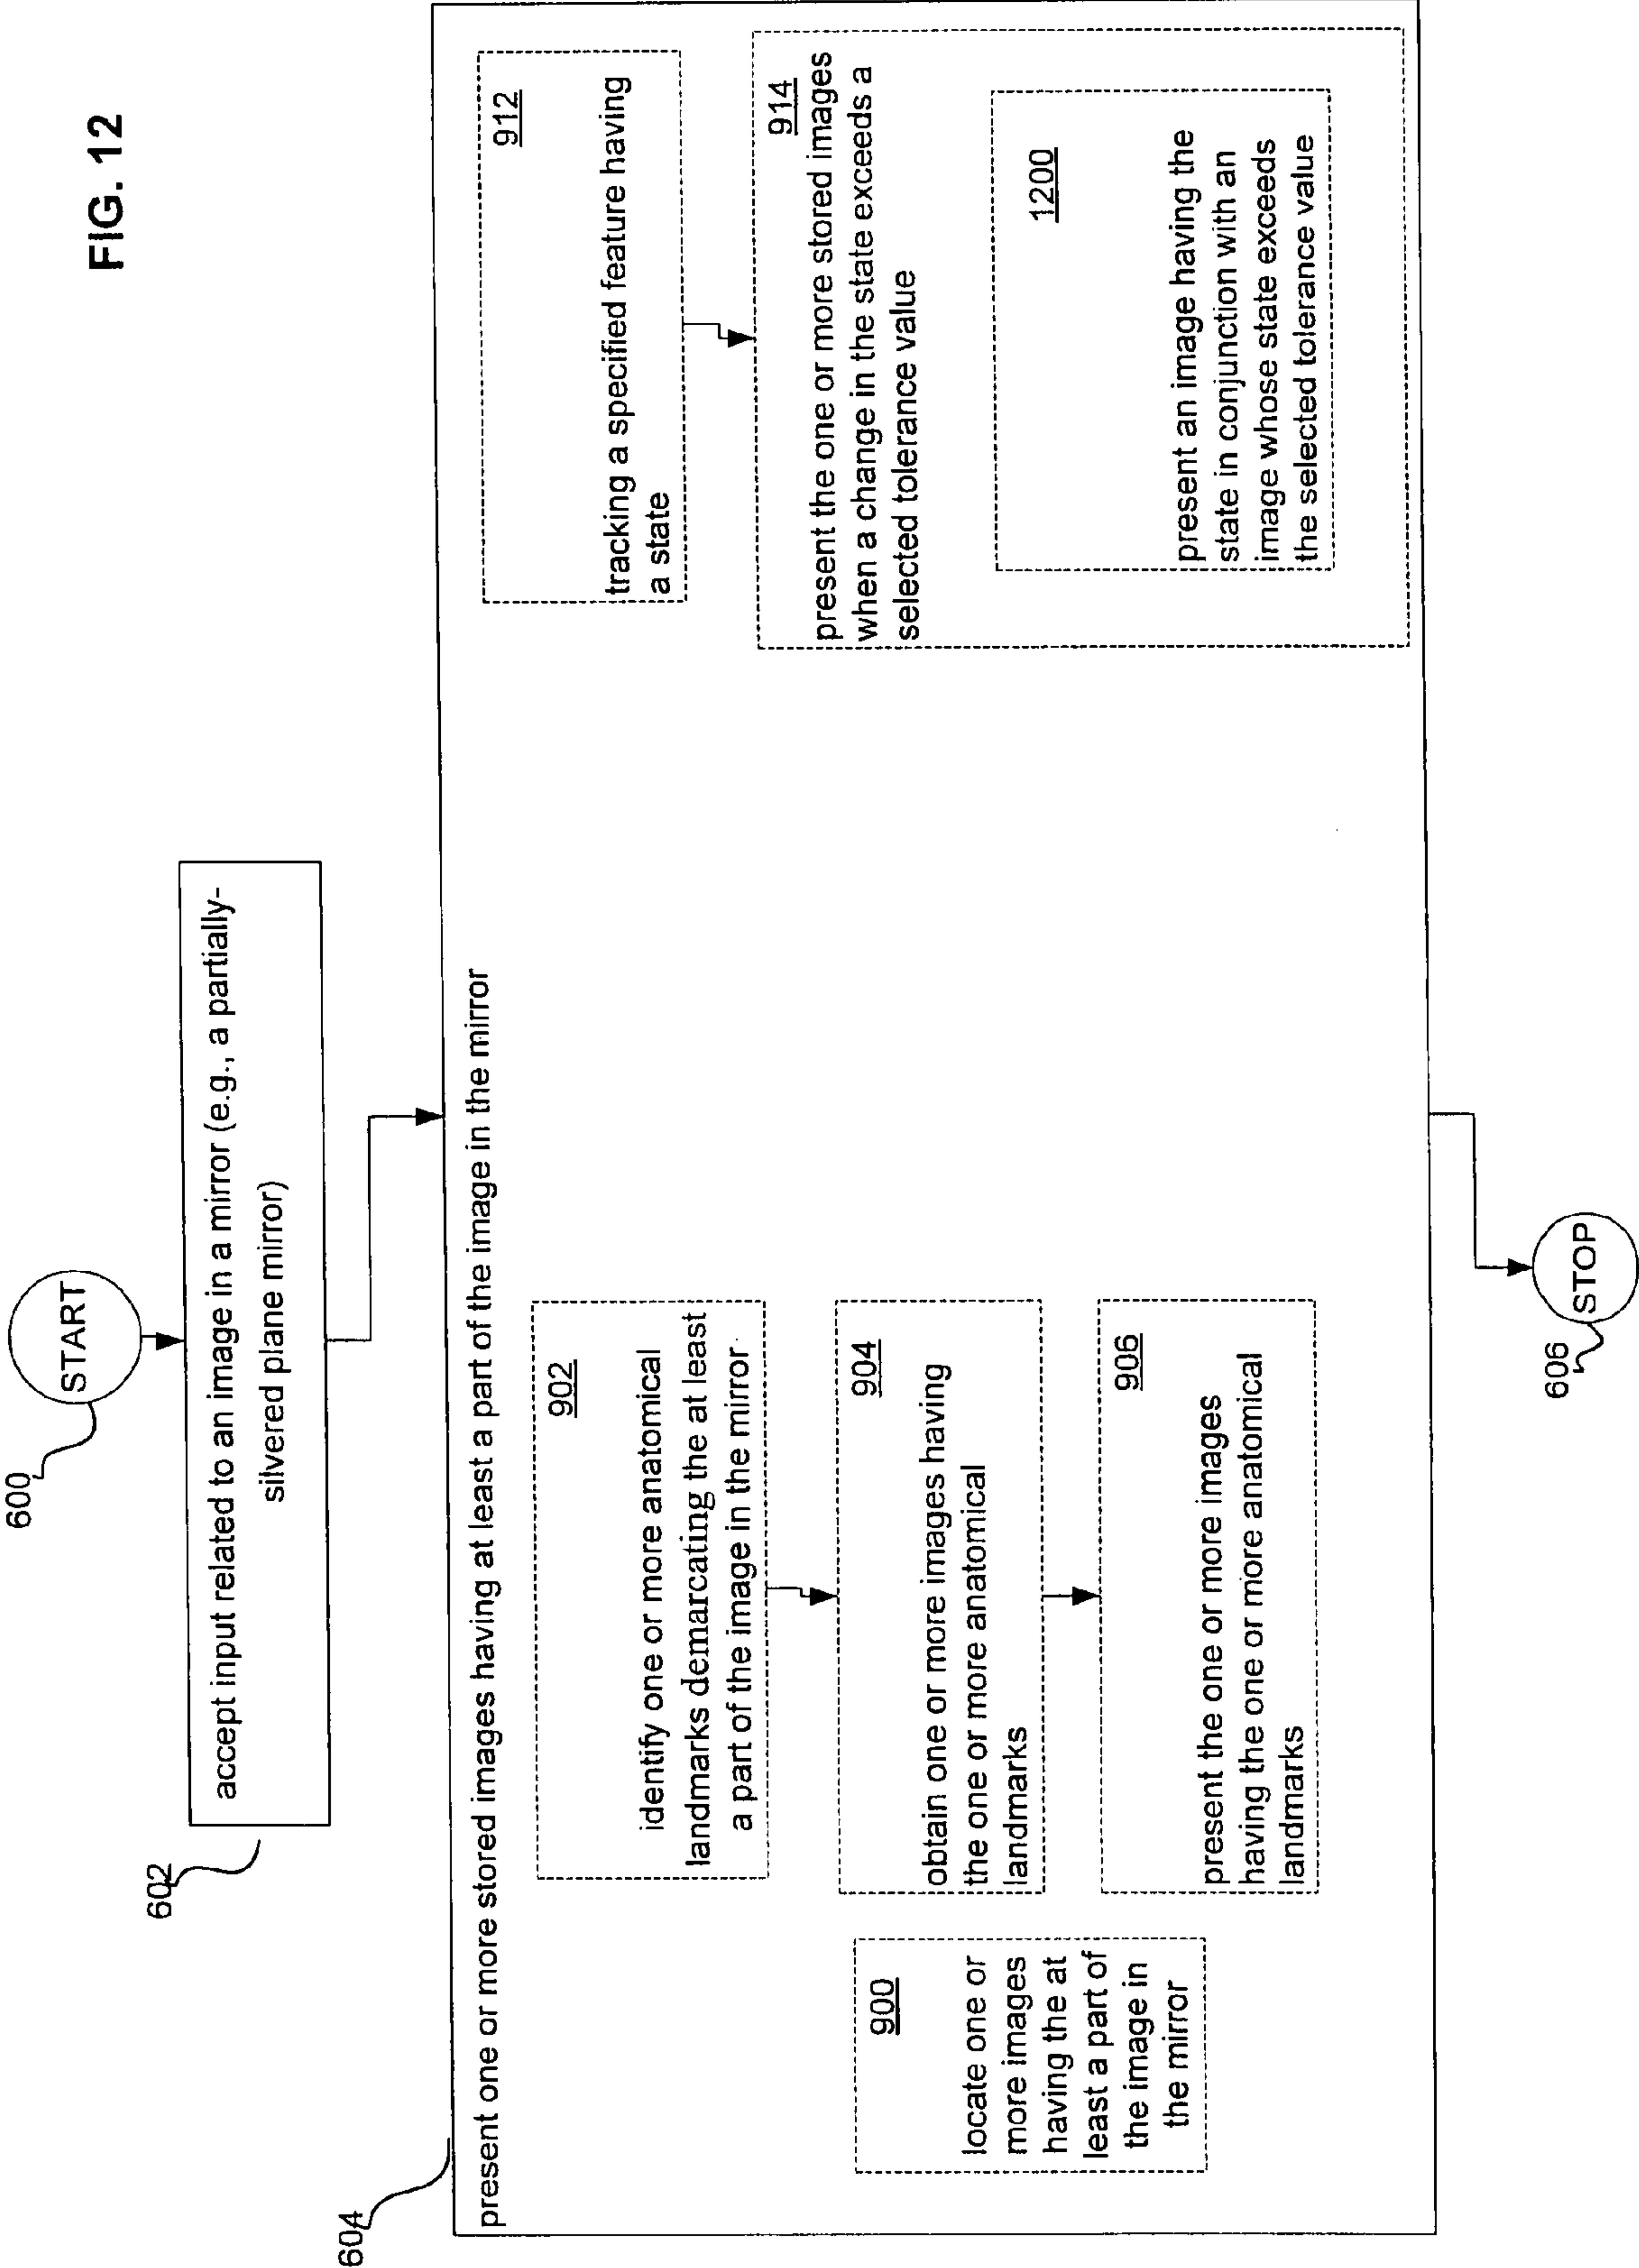 FIG. 12
600
START
602
accept input related to an image in a mirror (e.g., a partially-
silvered plane mirror)
604
present one or more stored images having at least a part of the image in the mirror
900
locate one or
more images
having the at
least a part of
the image in
the mirror
902
identify one or more anatomical
landmarks demarcating the at least
a part of the image in the mirror
904
obtain one or more images having
the one or more anatomical
landmarks
906
present the one or more images
having the one or more anatomical
landmarks
912
tracking a specified feature having
a state
914
present the one or more stored images
when a change in the state exceeds a
selected tolerance value
1200
present an image having the
state in conjunction with an
image whose state exceeds
the selected tolerance value
606
STOP